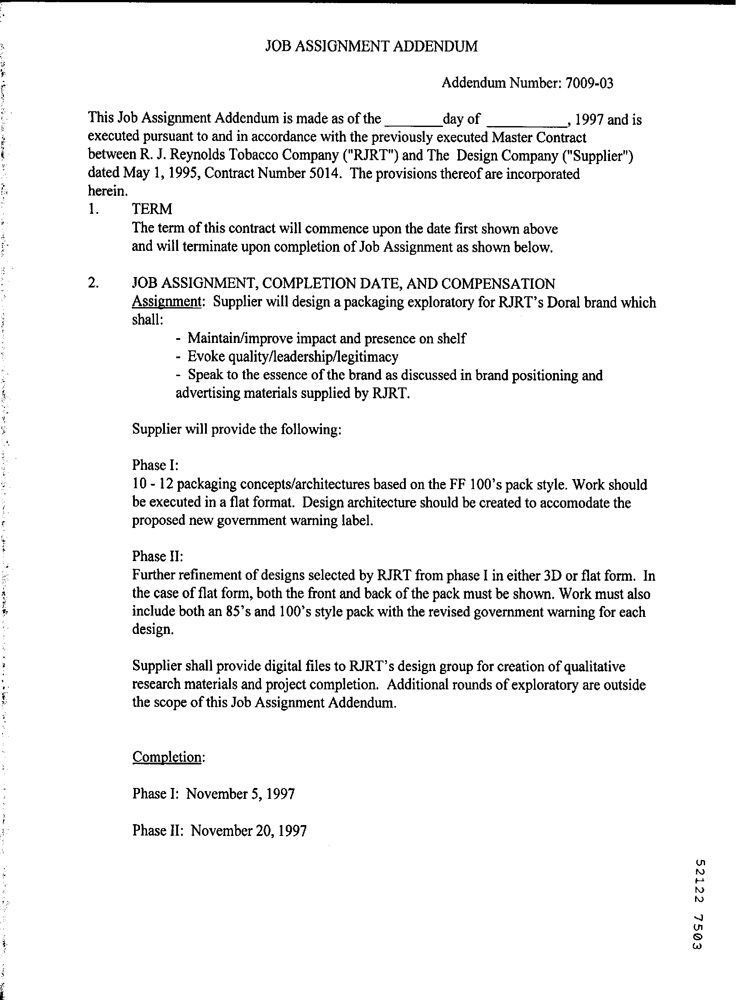 JOB ASSIGNMENT ADDENDUM
Addendum Number: 7009-03
This Job Assignment Addendum is made as of the ________day of ___________, 1997 and is
executed pursuant to and in accordance with the previously executed Master Contract
between R. J. Reynolds Tobacco Company ("RJRT") and The Design Company ("Supplier")
dated May 1, 1995, Contract Number 5014. The provisions thereof are incorporated
herein.
1. TERM
The term of this contract will commence upon the date first shown above
and will terminate upon completion of Job Assignment as shown below.
2. JOB ASSIGNMENT, COMPLETION DATE, AND COMPENSATION
Assignment: Supplier will design a packaging exploratory for RJRT's Doral brand which
shall:
- Maintain/improve impact and presence on shelf
- Evoke quality/leadership/legitimacy
- Speak to the essence of the brand as discussed in brand positioning and
advertising materials supplied by RJRT.
Supplier will provide the following:
Phase I:
10 - 12 packaging concepts/architectures based on the FF 100's pack style. Work should
be executed in a flat format. Design architecture should be created to accomodate the
proposed new government warning label.
Phase II:
Further refinement of designs selected by RJRT from phase I in either 3D or flat form. In
the case of flat form, both the front and back of the pack must be shown. Work must also
include both an 85's and 100's style pack with the revised government warning for each
design.
Supplier shall provide digital files to RJRT's design group for creation of qualitative
research materials and project completion. Additional rounds of exploratory are outside
the scope of this Job Assignment Addendum.
Completion:
Phase I: November 5, 1997
Phase II: November 20, 1997
52122 7503